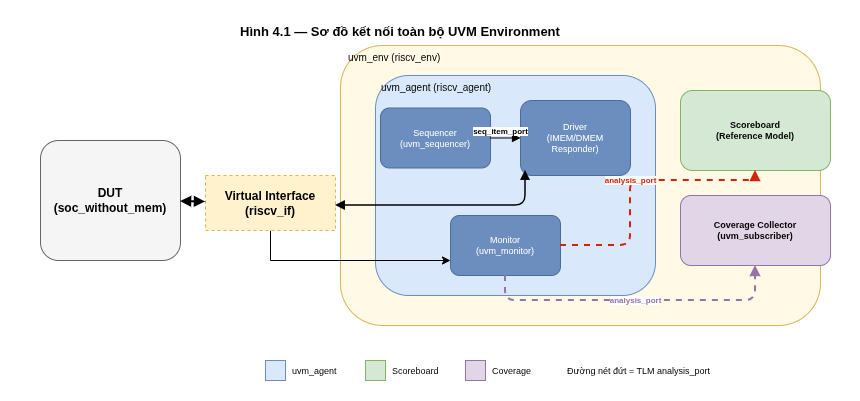 Hình 4.1 — Sơ đồ kết nối toàn bộ UVM Environment
uvm_env (riscv_env)
uvm_agent (riscv_agent)
Sequencer
(uvm_sequencer)
seq_item_port
Driver
(IMEM/DMEM
Responder)
Scoreboard
(Reference Model)
DUT
(soc_without_mem)
Virtual Interface
(riscv_if)
analysis_port
Monitor
(uvm_monitor)
Coverage Collector
(uvm_subscriber)
analysis_port
uvm_agent
Scoreboard
Coverage
Đường nét đứt = TLM analysis_port